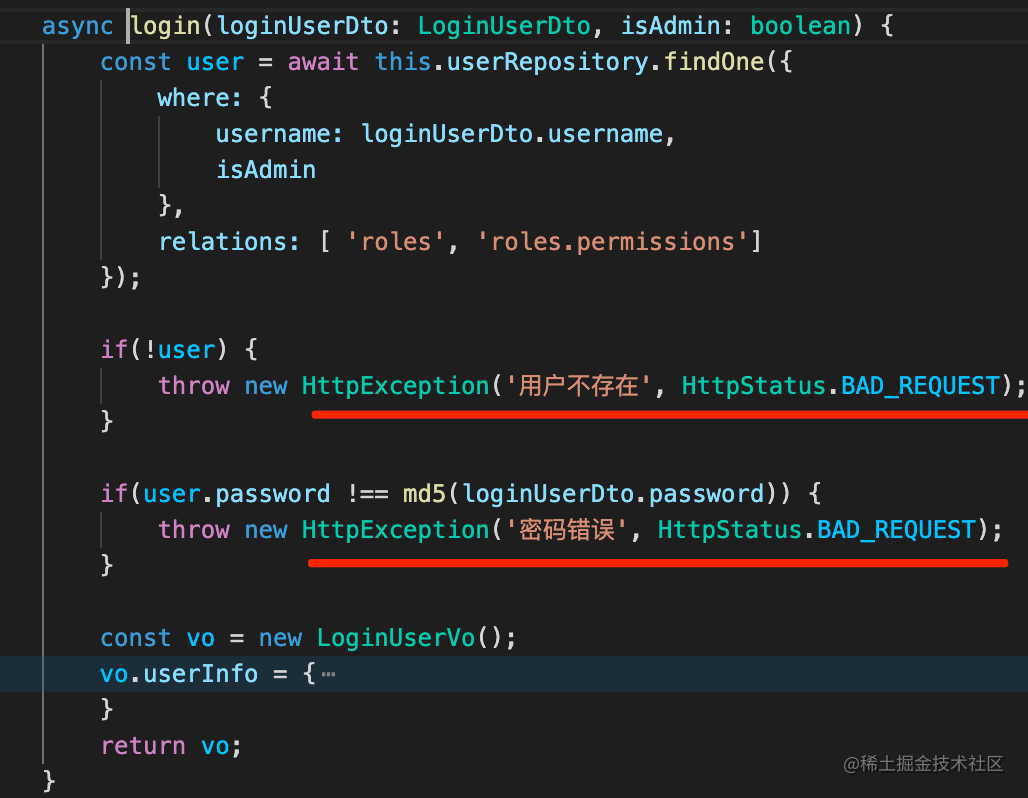 async login(loginUserDto: LoginUserDto, isAdmin: boolean) {
    const user = await this.userRepository.findOne({
        where: {
            username: loginUserDto.username,
            isAdmin
        },
        relations: [ 'roles', 'roles.permissions']
    });

    if(!user) {
        throw new HttpException('用户不存在', HttpStatus.BAD_REQUEST);
    }

    if(user.password !== md5(loginUserDto.password)) {
        throw new HttpException('密码错误', HttpStatus.BAD_REQUEST);
    }

    const vo = new LoginUserVo();
    vo.userInfo = {⋯
    }
    return vo;
}
@稀土掘金技术社区